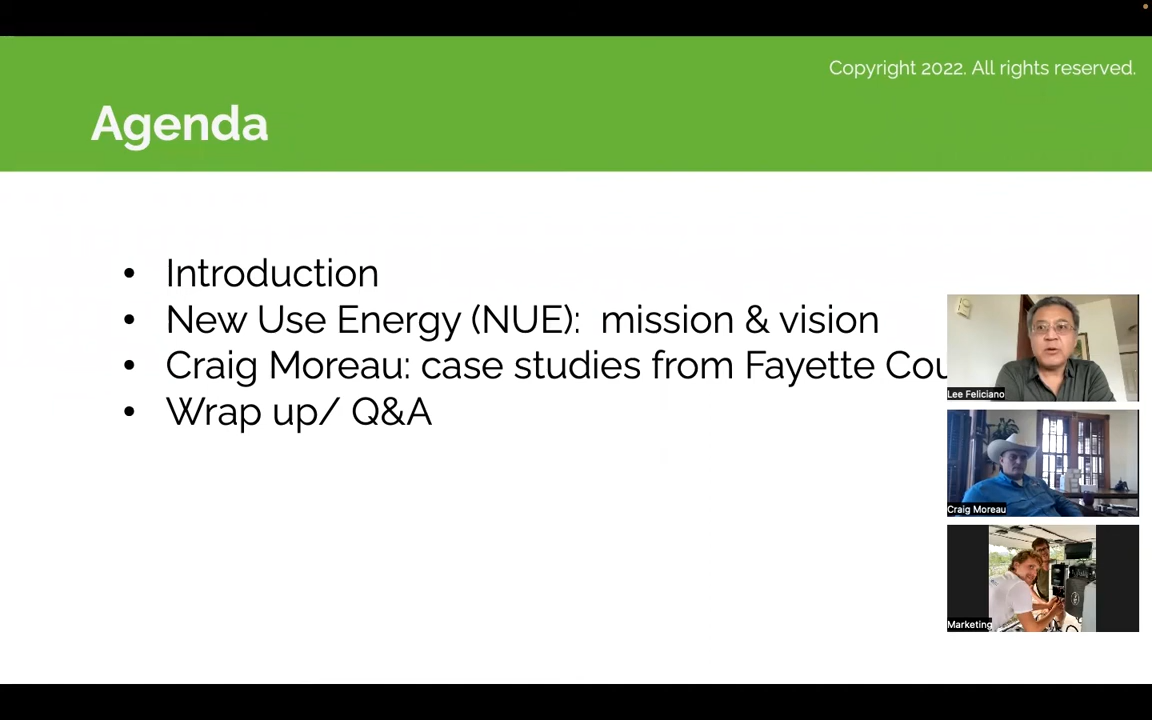 Copyright 2022. All rights reserved.
Agenda
• Introduction
• New Use Energy (NUE): mission & vision
• Craig Moreau: case studies from Fayette Cou
• Wrap up/ Q&A
Lee Feliciano
Craig Moreau
Marketing